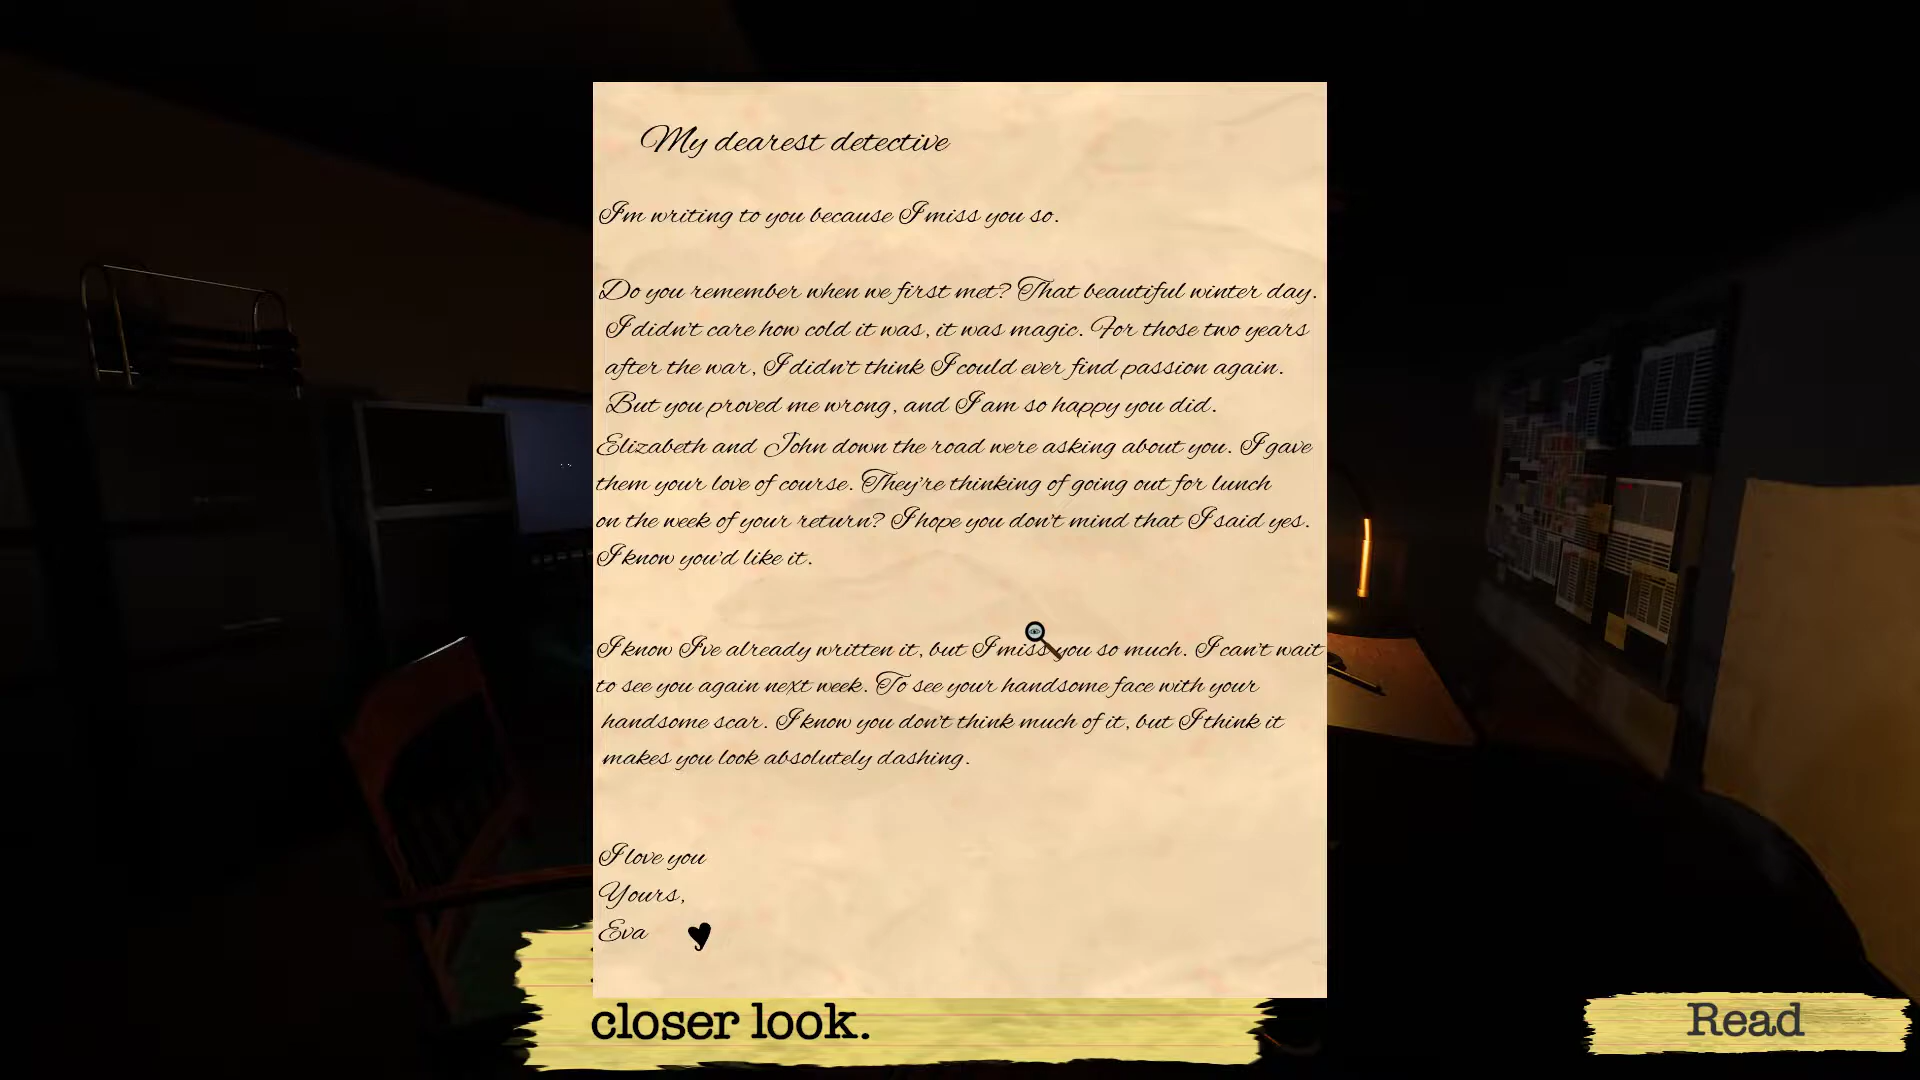 My dearest detective
I'm writing to you because I miss you so.
Do you remember when we first met? That beautiful winter day.
I didn't care how cold it was, it was magic. For those two years
after the war, I didn't think I could ever find passion again.
But you proved me wrong, and I am so happy you did.
Elizabeth and John down the road were asking about you. I gave
them your love of course. They're thinking of going out for lunch
on the week of your return? I hope you don't mind that I said yes.
I know you'd like it.
I know I've already written it, but I miss you so much. I can't wait
to see you again next week. To see your handsome face with your
handsome scar. I know you don't think much of it, but I think it
makes you look absolutely dashing.
I love you
Yours,
Eva
closer look.
Read